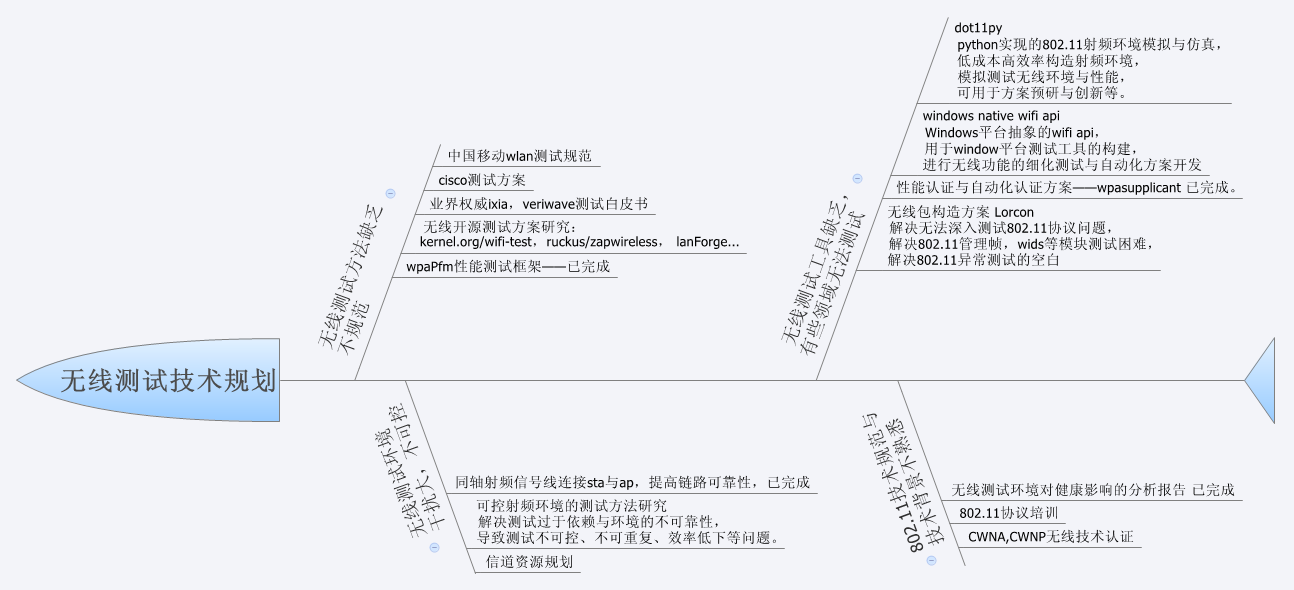 无线测试技术规划
无线测试方法缺乏
不规范
中国移动wlan测试规范
cisco测试方案
业界权威ixia，veriwave测试白皮书
无线开源测试方案研究：
kernel.org/wifi-test，ruckus/zapwireless， lanForge...
wpaPfm性能测试框架——已完成
无线测试工具缺乏，
有些领域无法测试
dot11py
python实现的802.11射频环境模拟与仿真，
低成本高效率构造射频环境，
模拟测试无线环境与性能，
可用于方案预研与创新等。
windows native wifi api
Windows平台抽象的wifi api，
用于window平台测试工具的构建，
进行无线功能的细化测试与自动化方案开发
性能认证与自动化认证方案——wpasupplicant 已完成。
无线包构造方案 Lorcon
解决无法深入测试802.11协议问题，
解决802.11管理帧，wids等模块测试困难，
解决802.11异常测试的空白
无线测试环境
干扰大，不可控
同轴射频信号线连接sta与ap，提高链路可靠性，已完成
可控射频环境的测试方法研究
解决测试过于依赖与环境的不可靠性，
导致测试不可控、不可重复、效率低下等问题。
信道资源规划
802.11技术规范与
技术背景不熟悉
无线测试环境对健康影响的分析报告 已完成
802.11协议培训
CWNA,CWNP无线技术认证